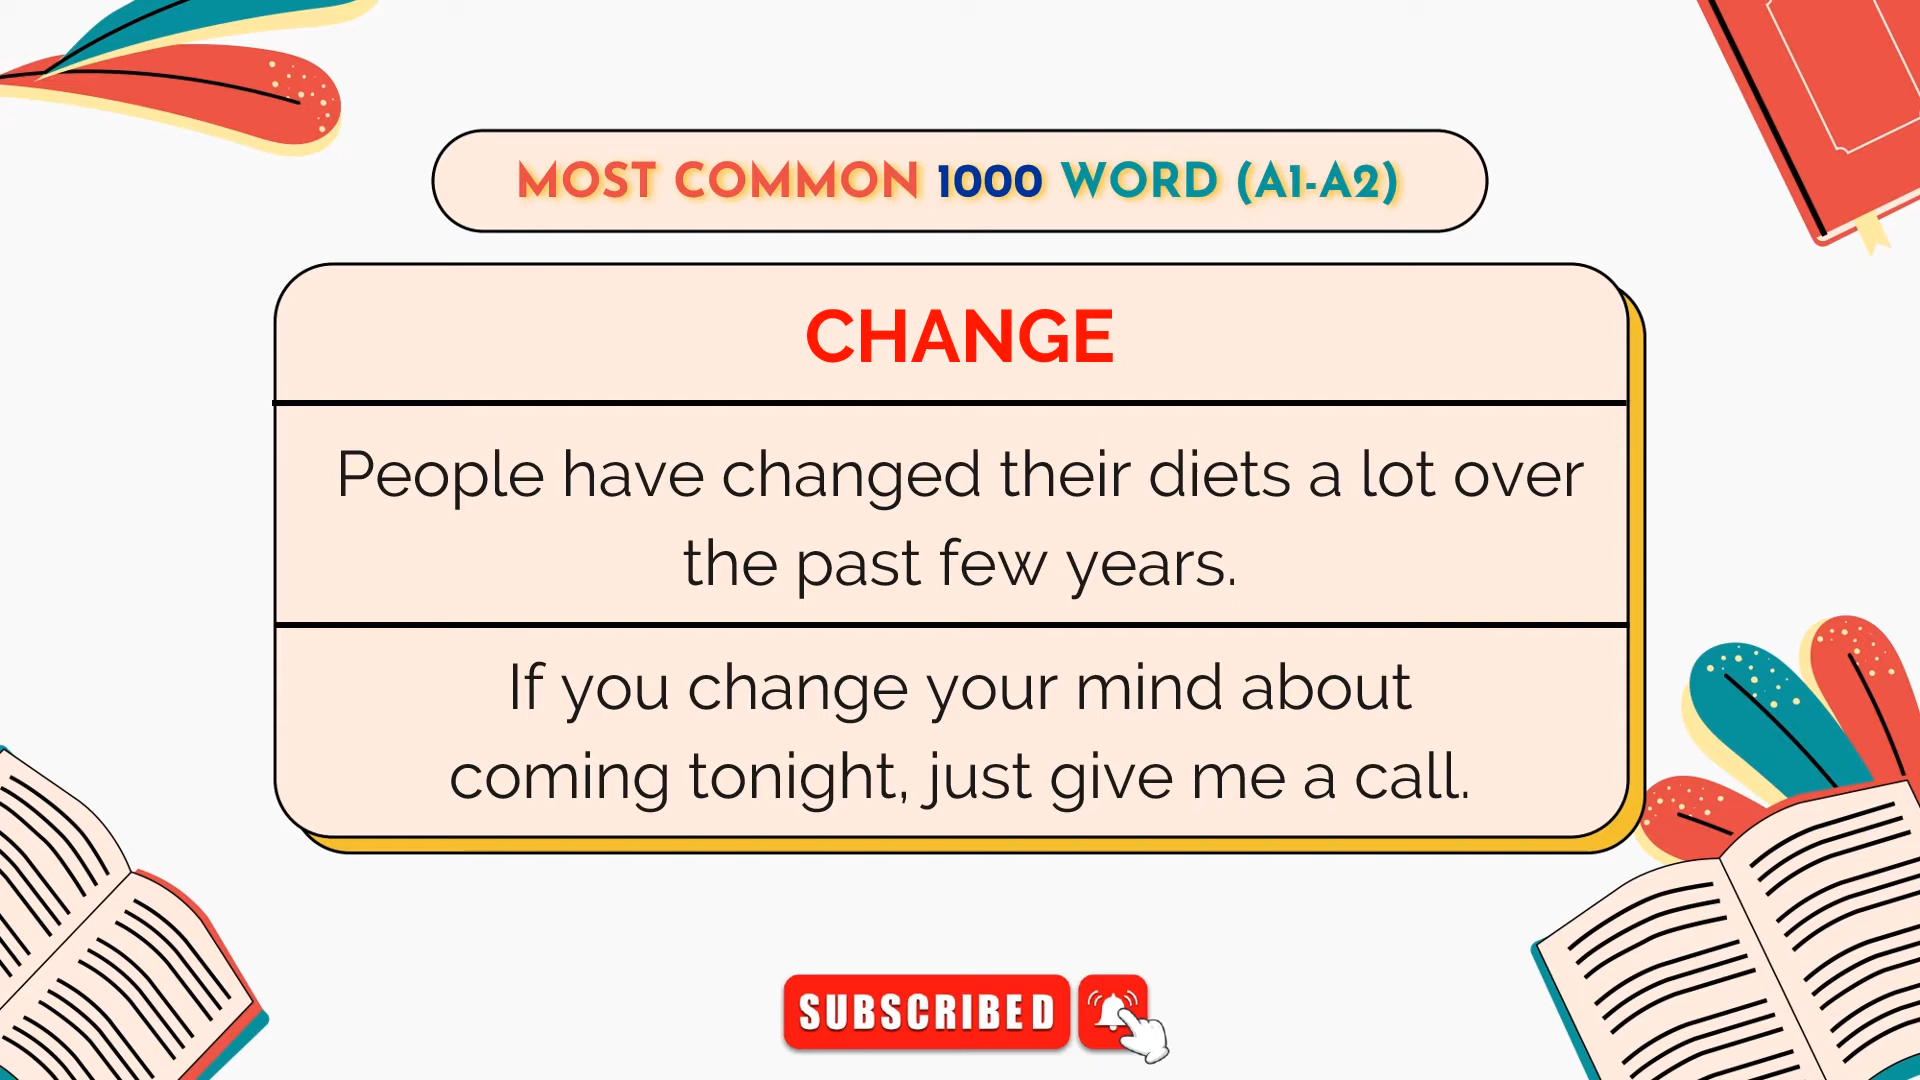 MOST COMMON 1000 WORD (A1-A2)
CHANGE
People have changed their diets a lot over
the past few years.
If you change your mind about
coming tonight, just give me a call.
SUBSCRIBED